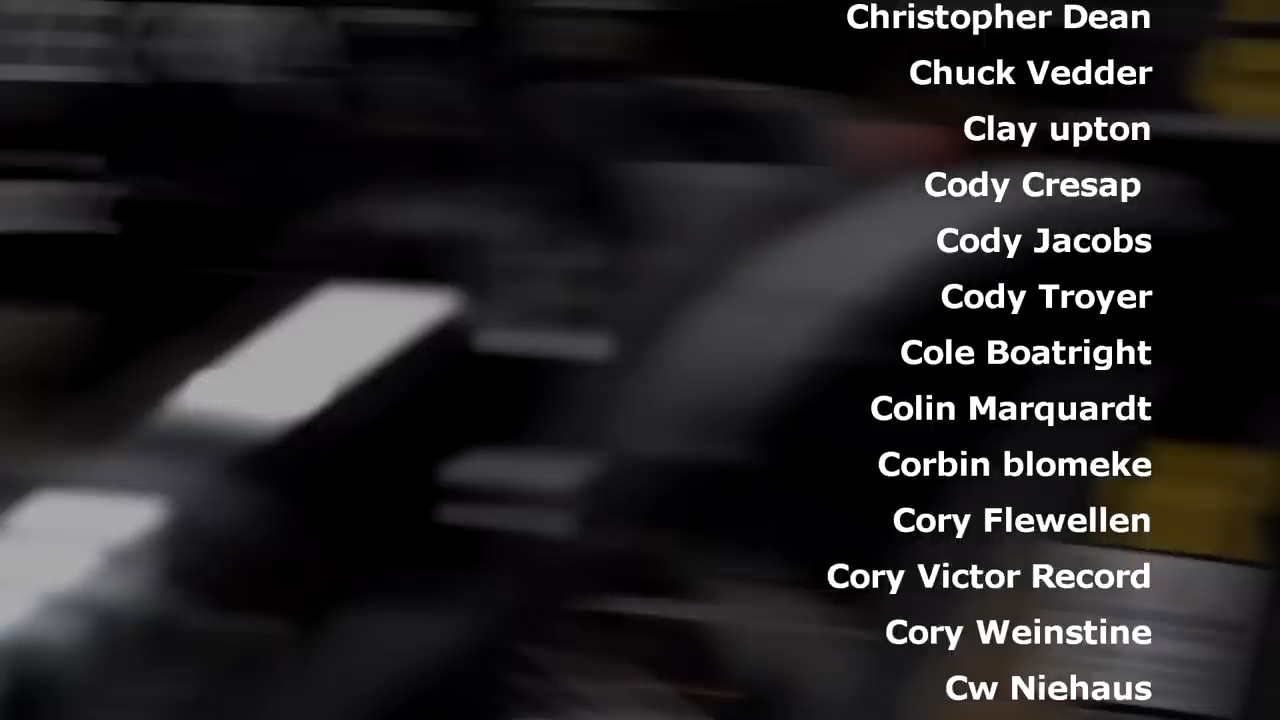 Christopher Dean
Chuck Vedder
Clay upton
Cody Cresap
Cody Jacobs
Cody Troyer
Cole Boatright
Colin Marquardt
Corbin blomeke
Cory Flewellen
Cory Victor Record
Cory Weinstine
Cw Niehaus